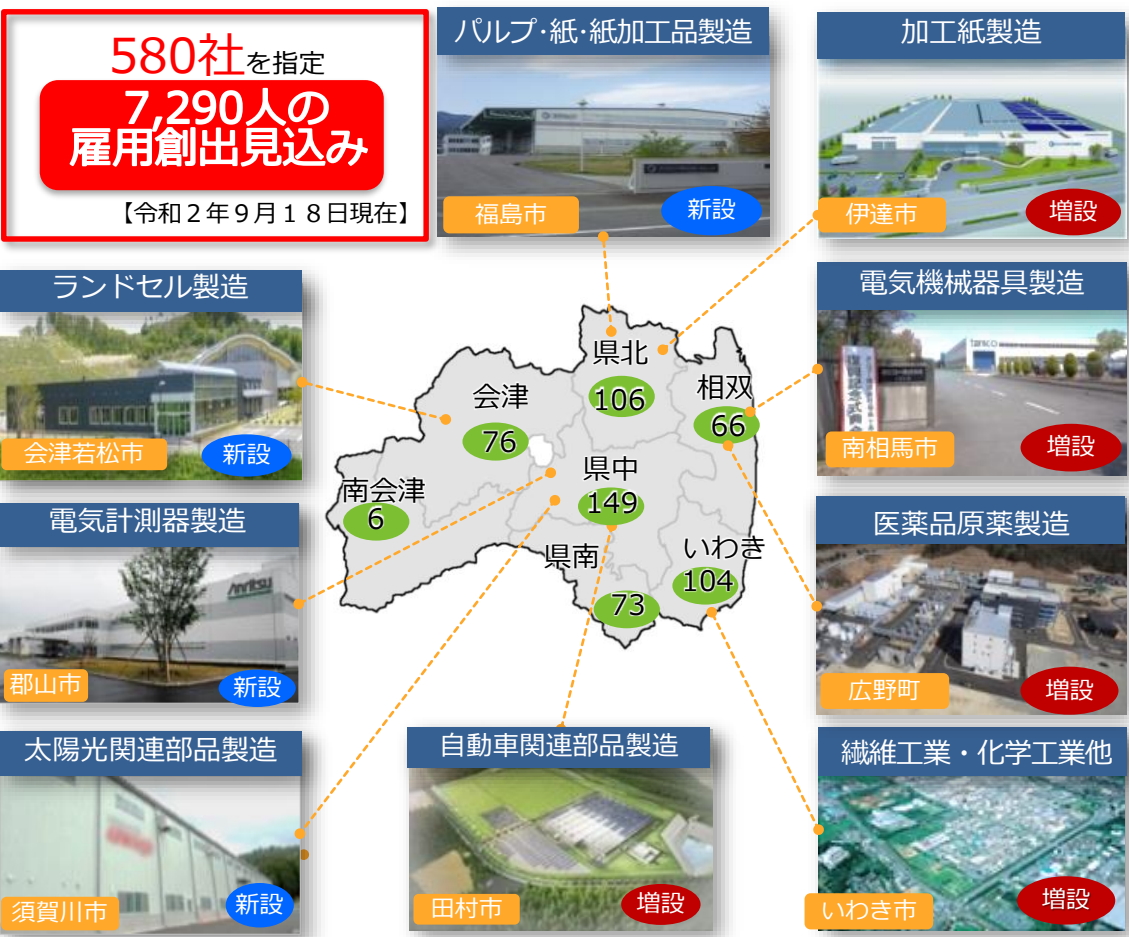 580社を指定
7,290人の
雇用創出見込み
【令和２年９月１８日現在】
パルプ･紙･紙加工品製造
福島市
新設
加工紙製造
伊達市
増設
ランドセル製造
会津若松市
新設
電気機械器具製造
tanico
南相馬市
増設
県北
106
会津
76
相双
66
県中
149
南会津
6
県南
73
いわき
104
電気計測器製造
Anritsu
郡山市
新設
医薬品原薬製造
広野町
増設
太陽光関連部品製造
須賀川市
新設
自動車関連部品製造
田村市
増設
繊維工業・化学工業他
いわき市
増設